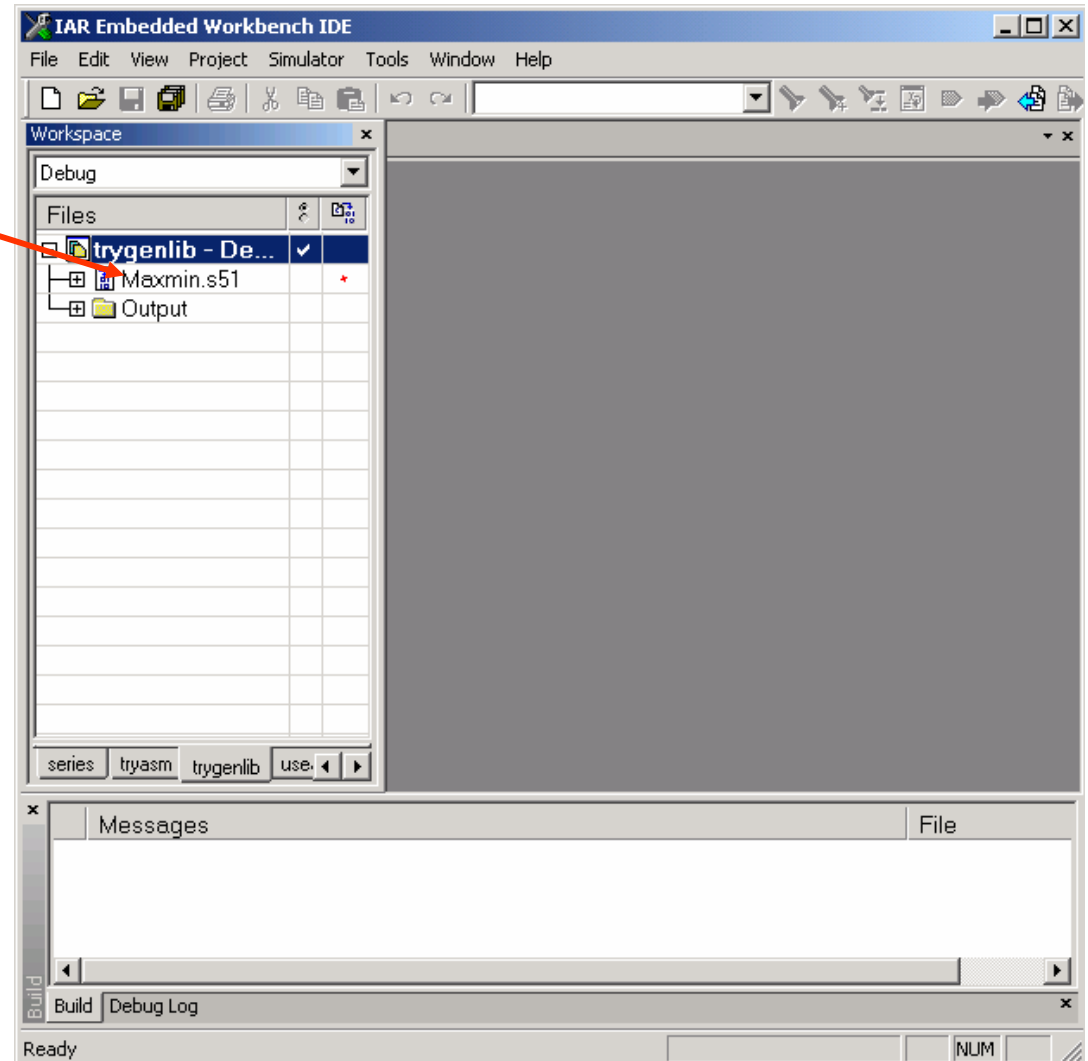 IAR Embedded Workbench IDE
File Edit View Project Simulator Tools Window Help
Workspace
Debug
Files
trygenlib - De...
Maxmin.s51
Output
series tryasm trygenlib use
Messages File
Build
Build Debug Log
Ready NUM